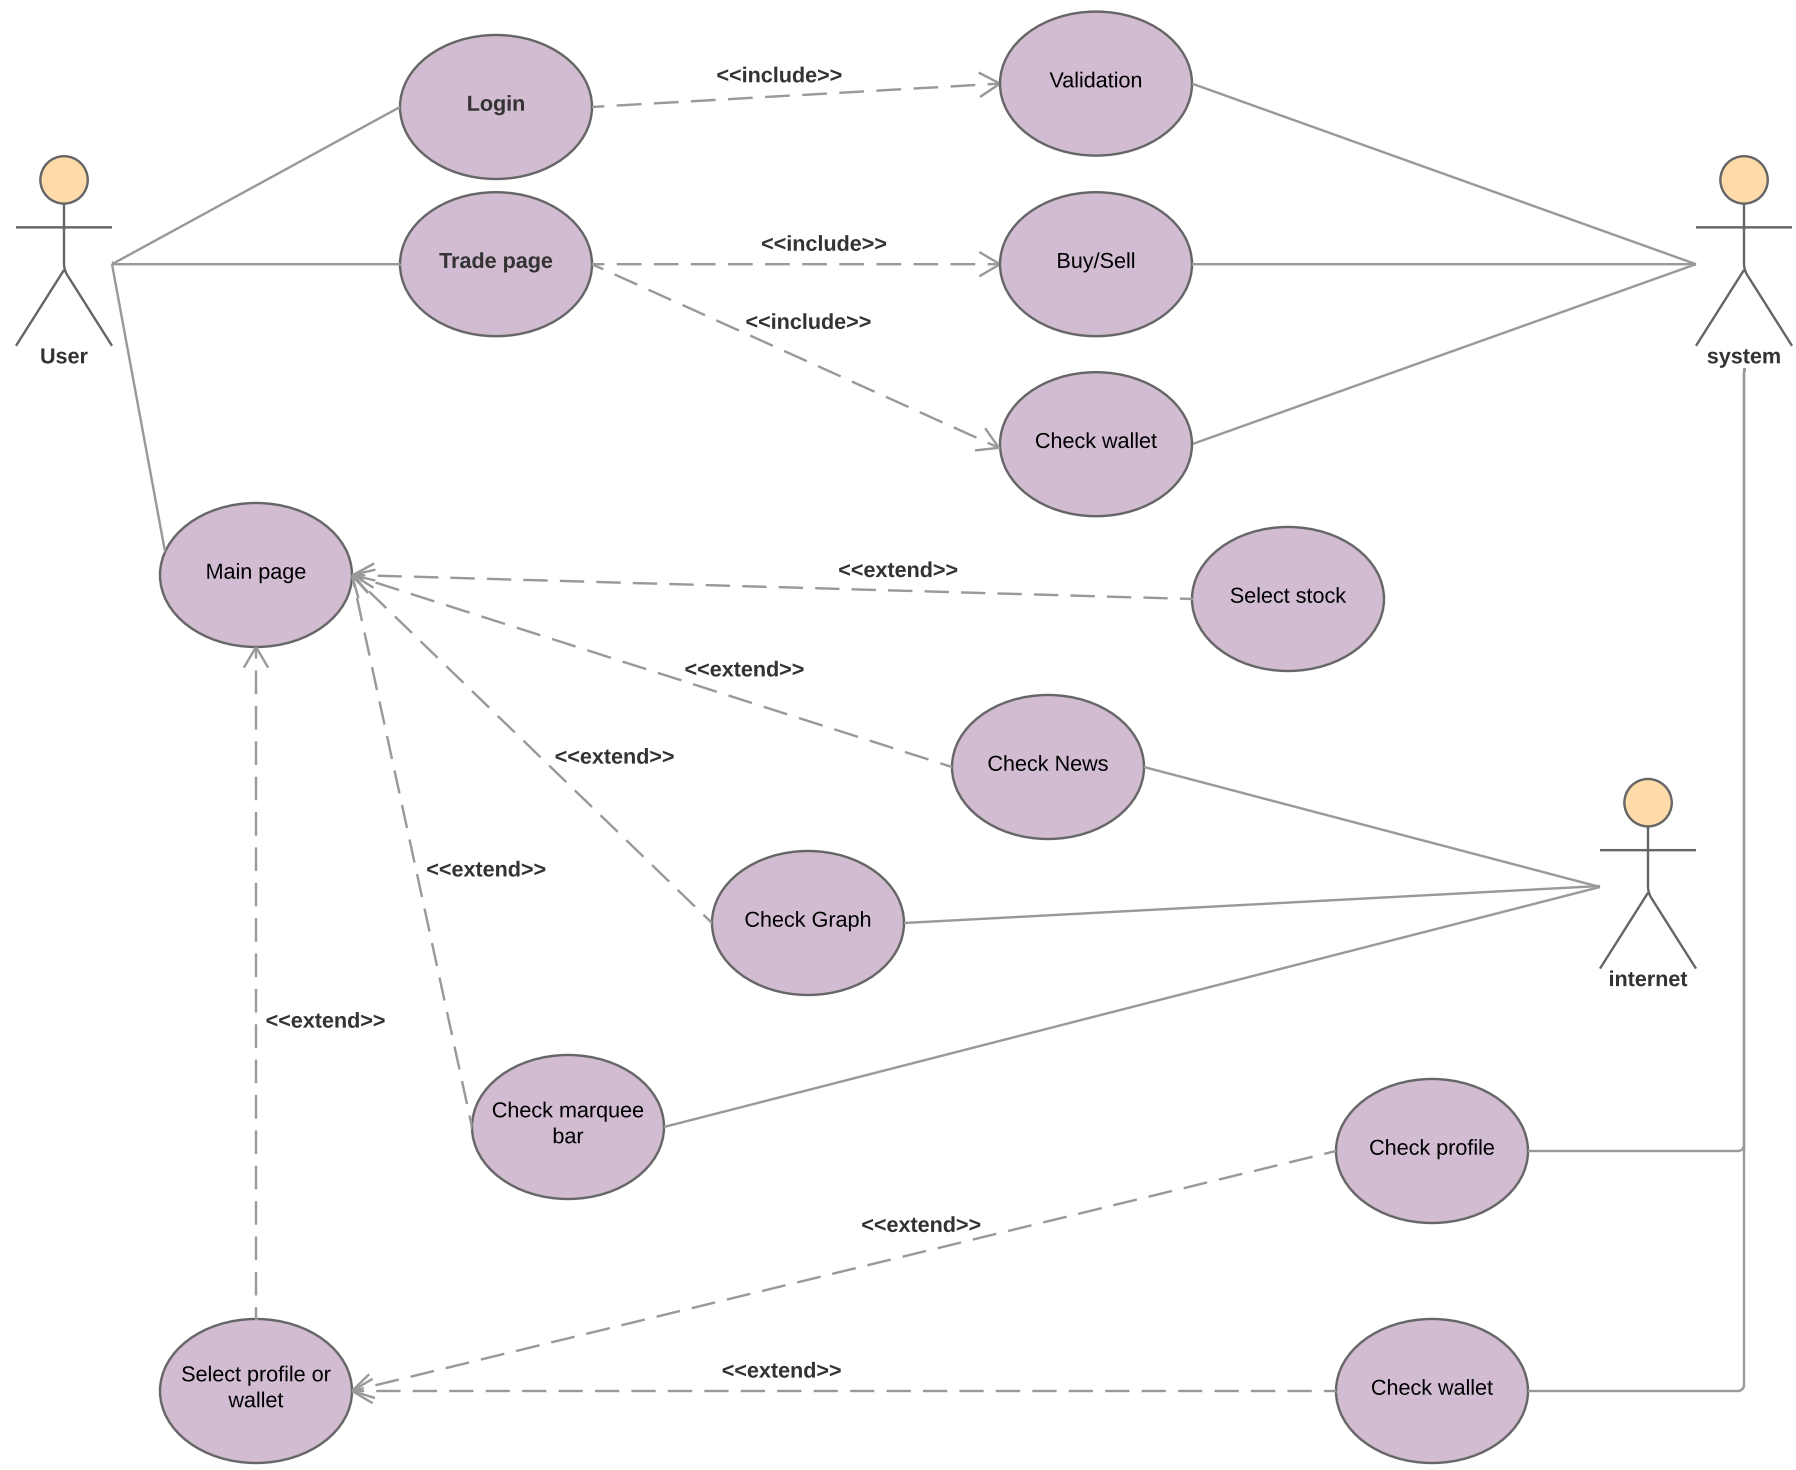 <<include>>
Validation
Login
<<include>>
Trade page
Buy/Sell
<<include>>
User
system
Check wallet
<<extend>>
Main page
Select stock
<<extend>>
<<extend>>
Check News
<<extend>>
Check Graph
internet
<<extend>>
Check marquee
bar
Check profile
<<extend>>
<<extend>>
Select profile or
wallet
Check wallet